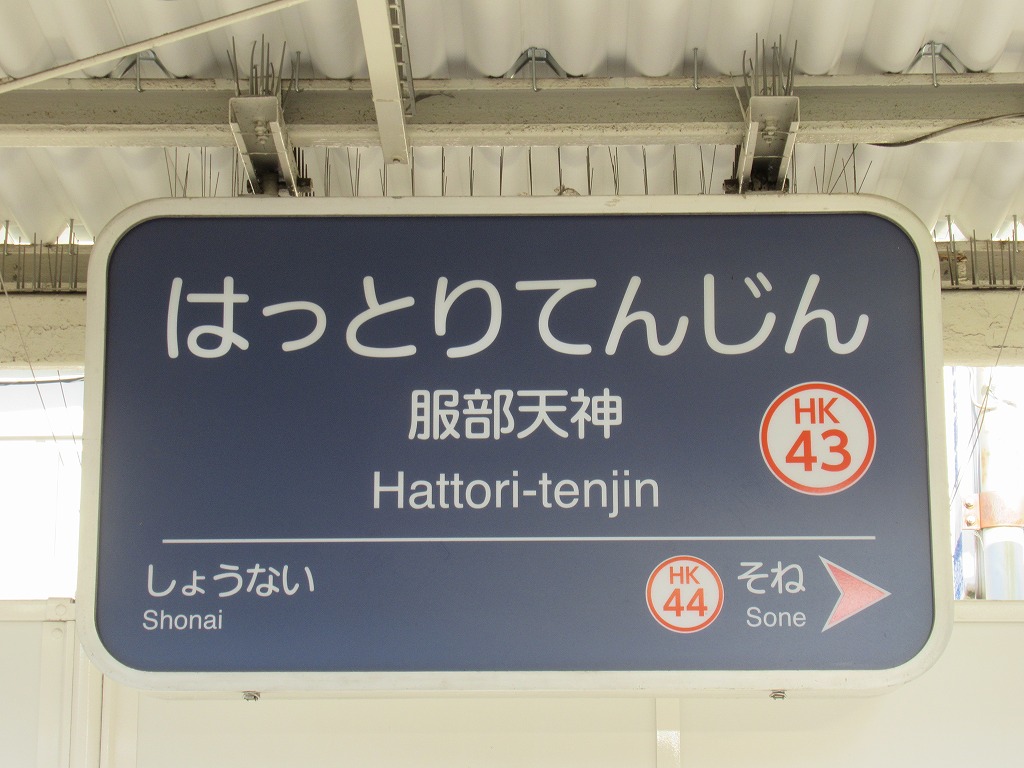 はっとりてんじん
服部天神
HK
43
Hattori-tenjin
しょうない
Shonai
HK
44
そね
Sone